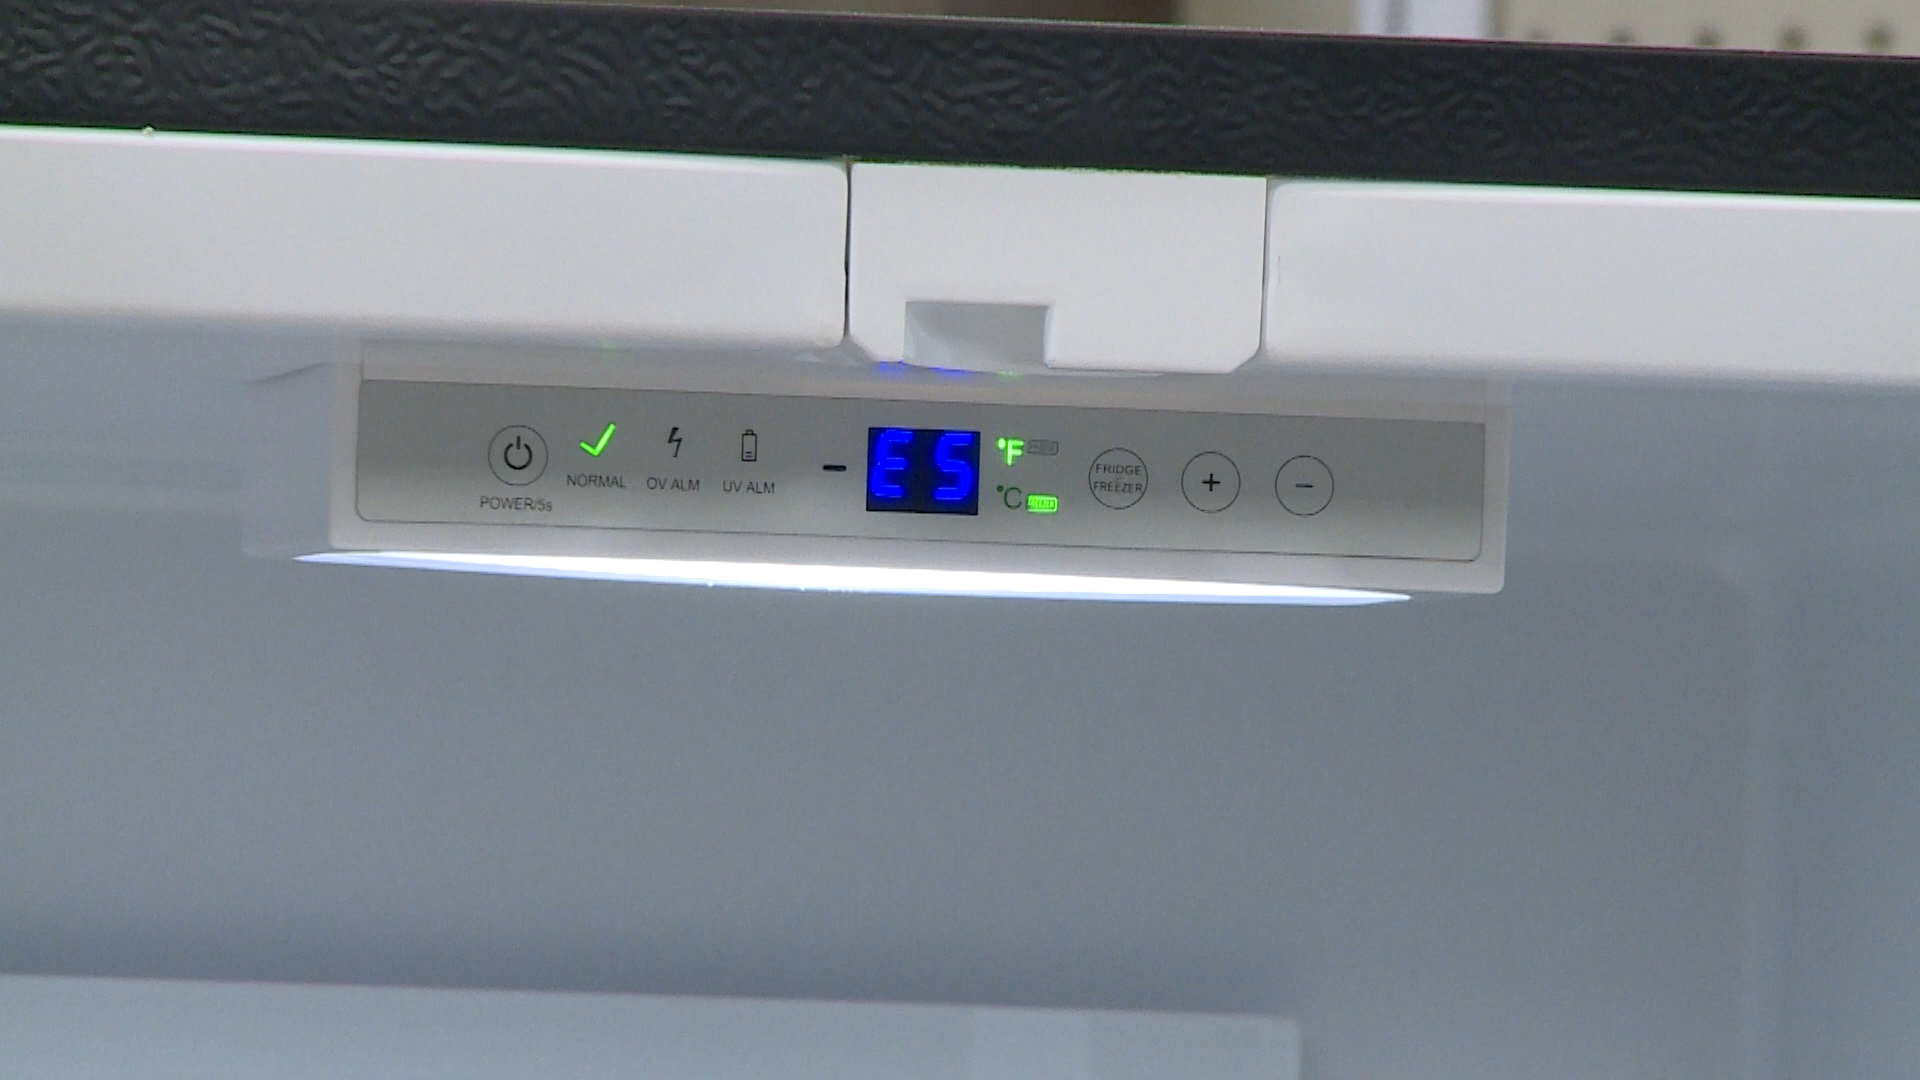 POWER/5s
NORMAL
OV ALM
UV ALM
E5
°F
°C
FRIDGE
FREEZER
+
−